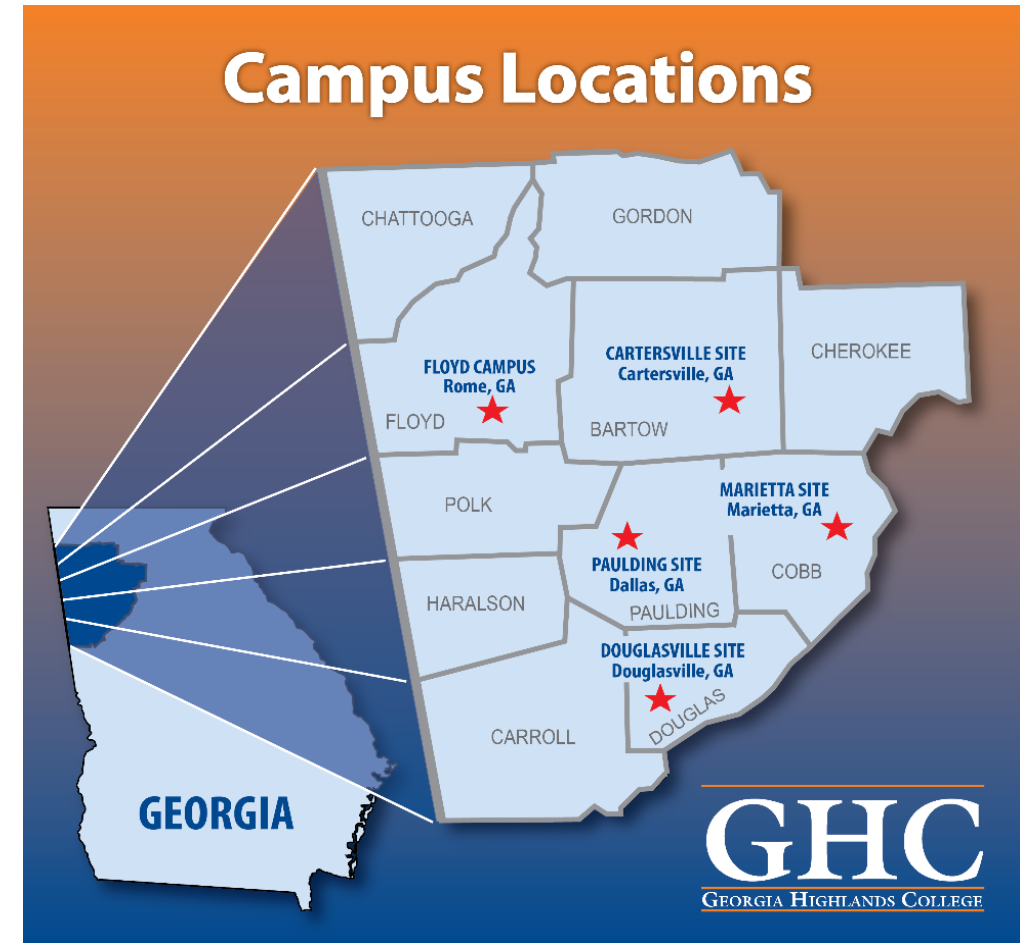 Campus Locations
CHATTOOGA
GORDON
CHEROKEE
FLOYD CAMPUS
Rome, GA
FLOYD
CARTERSVILLE SITE
Cartersville, GA
BARTOW
POLK
MARIETTA SITE
Marietta, GA
COBB
PAULDING SITE
Dallas, GA
PAULDING
HARALSON
DOUGLASVILLE SITE
Douglasville, GA
DOUGLAS
CARROLL
GEORGIA
GHC
GEORGIA HIGHLANDS COLLEGE